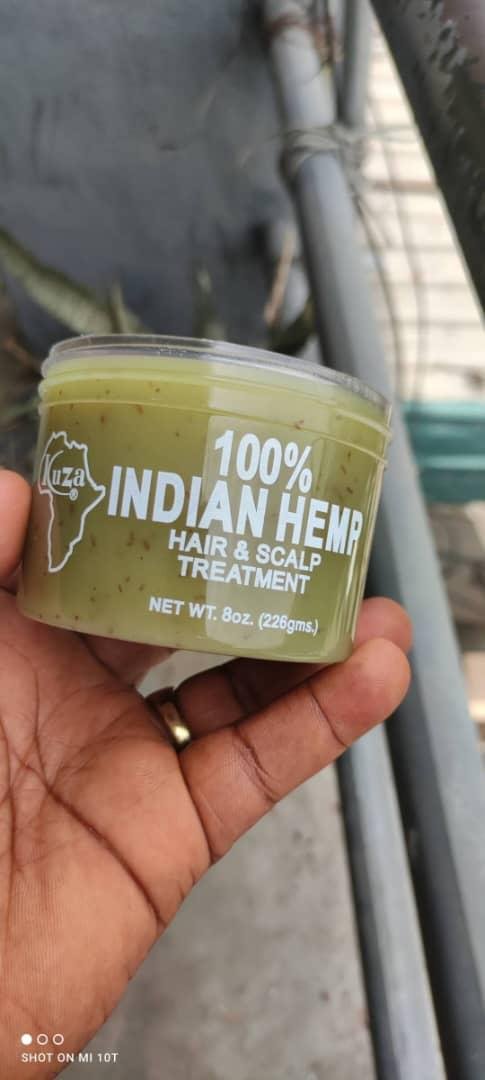 Kuza®
100%
INDIAN HEMP
HAIR & SCALP
TREATMENT
NET WT. 8oz. (226gms.)
SHOT ON MI 10T